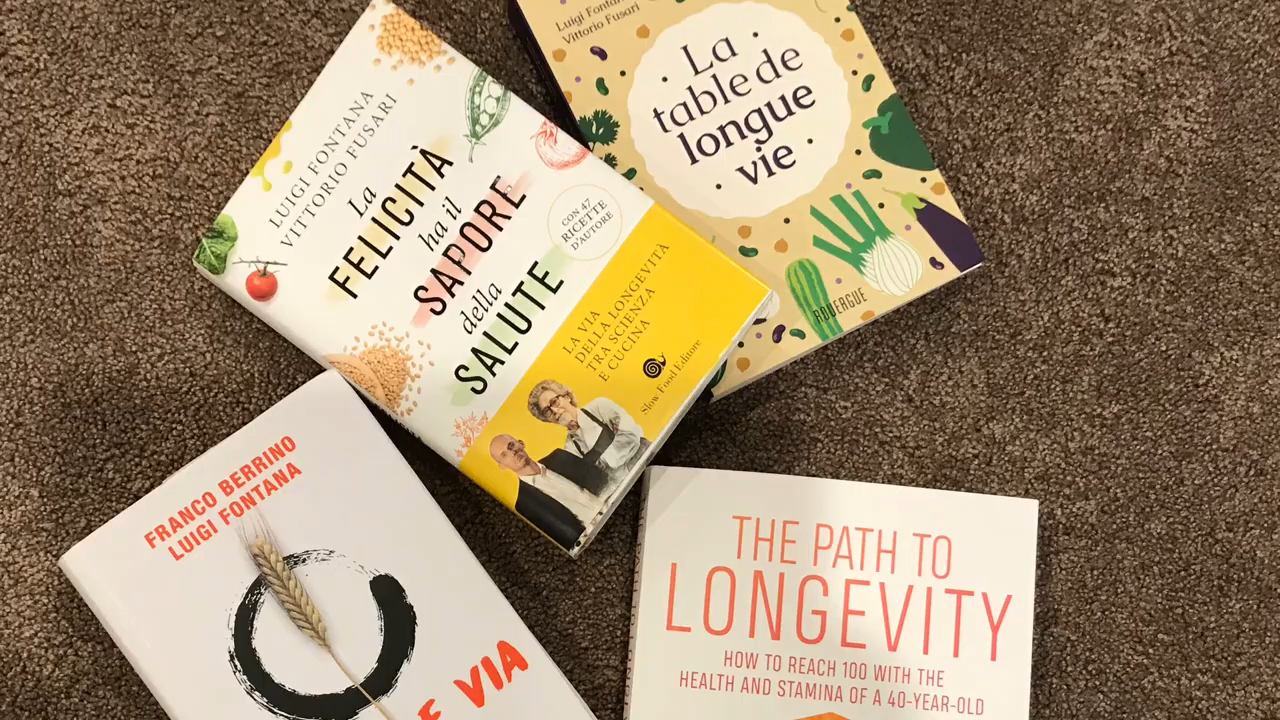 LUIGI FONTANA
VITTORIO FUSARI
La
FELICITÀ
ha il
SAPORE
della
SALUTE
CON 47
RICETTE
D'AUTORE
LA VIA
DELLA LONGEVITÀ
TRA SCIENZA
E CUCINA
Slow Food Editore
Luigi Fontan
Vittorio Fusari
La
table de
longue
vie
ROUERGUE
FRANCO BERRINO
LUIGI FONTANA
E VIA
THE PATH TO
LONGEVITY
HOW TO REACH 100 WITH THE
HEALTH AND STAMINA OF A 40-YEAR-OLD